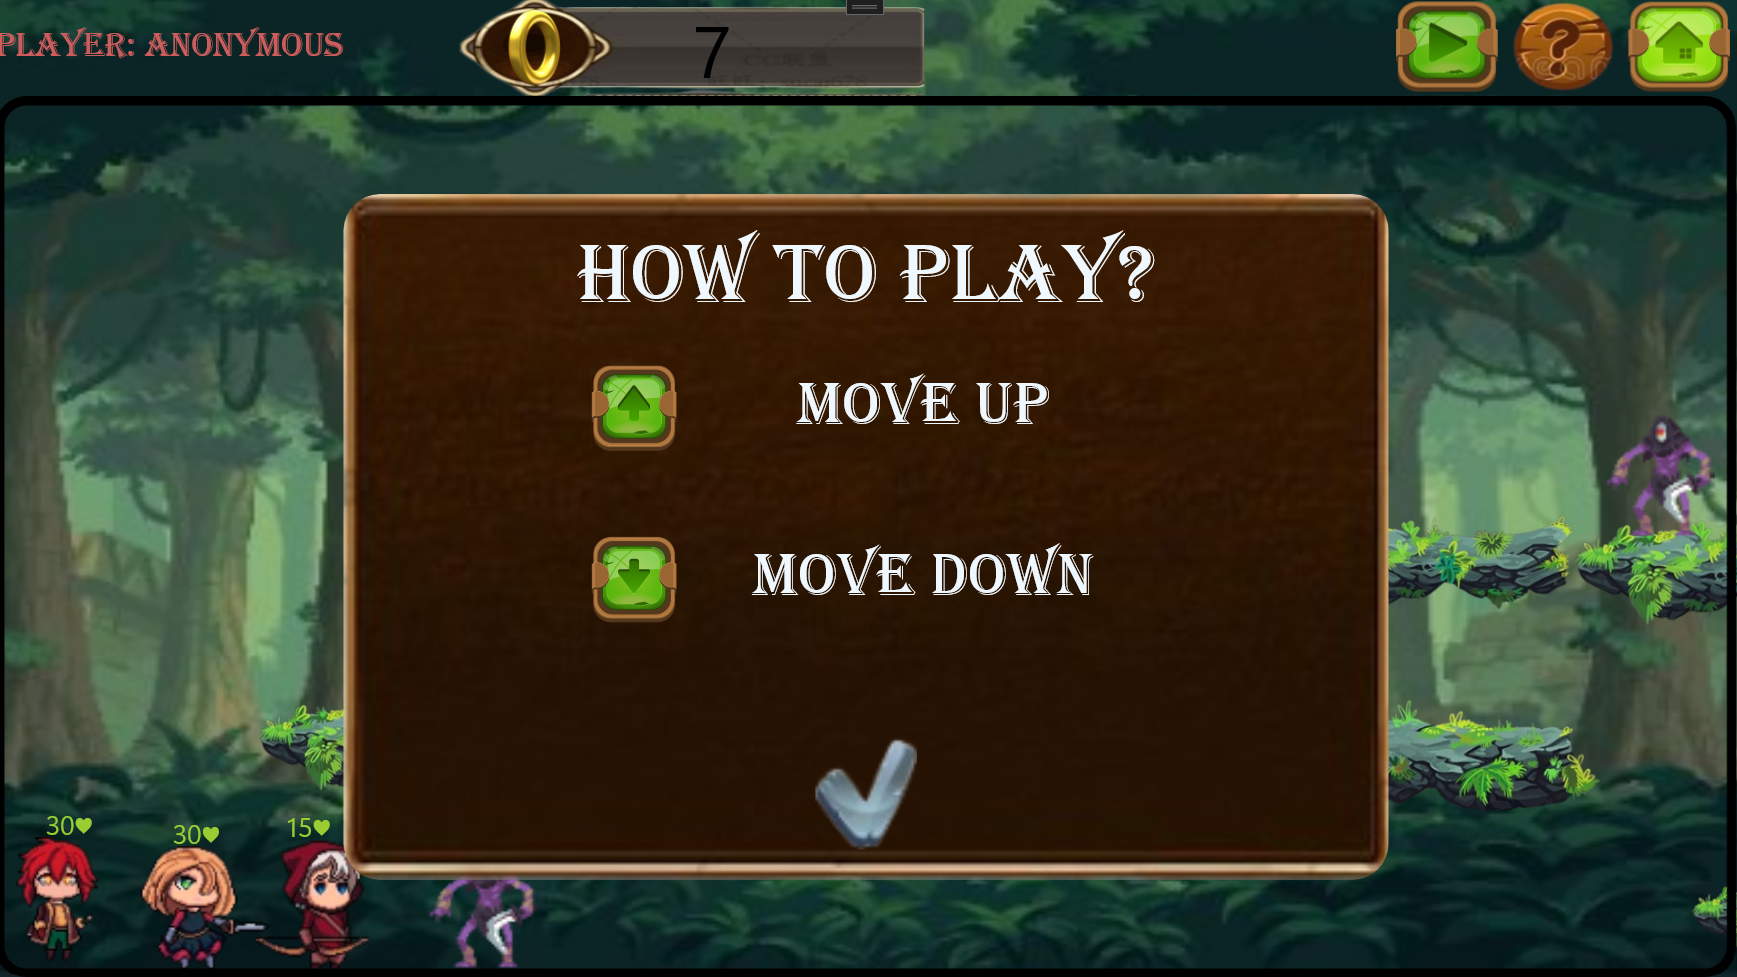 PLAYER: ANONYMOUS
7
HOW TO PLAY?
MOVE UP
MOVE DOWN
30♥
30♥
15♥